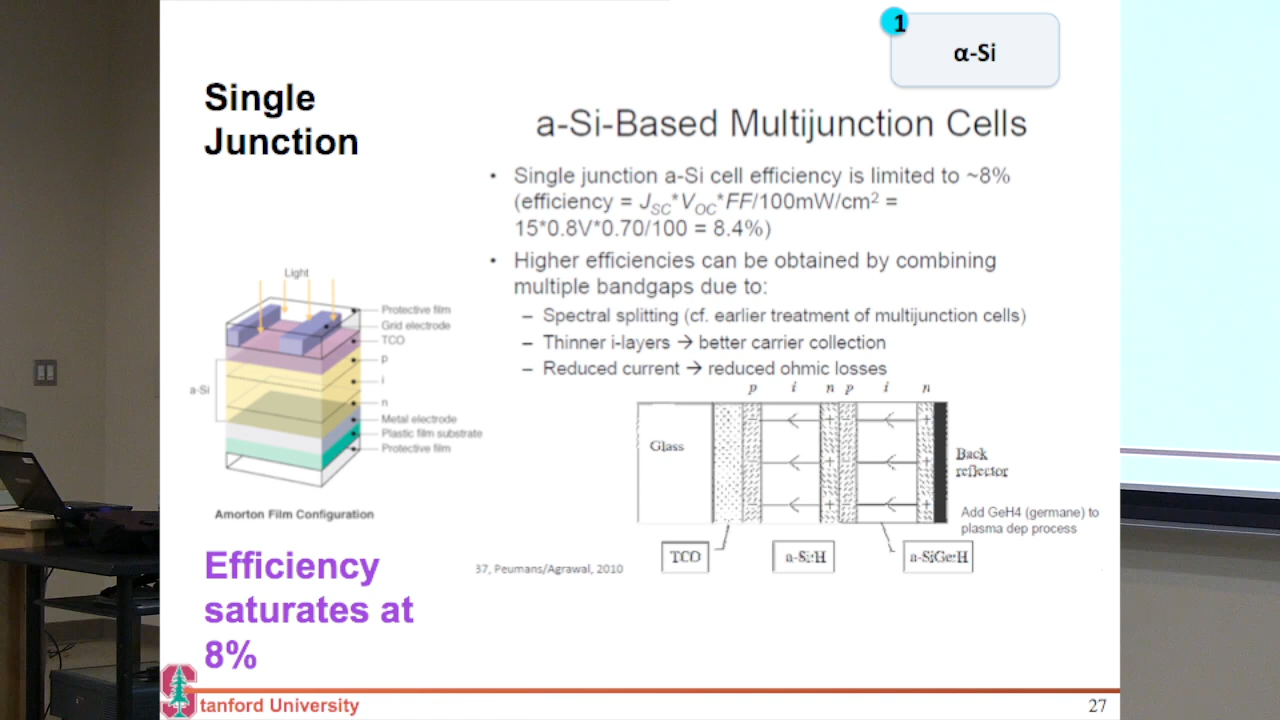 1
α-Si
Single
Junction
a-Si-Based Multijunction Cells
• Single junction a-Si cell efficiency is limited to ~8%
(efficiency = JSC*VOC*FF/100mW/cm2 =
15*0.8V*0.70/100 = 8.4%)
• Higher efficiencies can be obtained by combining
multiple bandgaps due to:
– Spectral splitting (cf. earlier treatment of multijunction cells)
– Thinner i-layers → better carrier collection
– Reduced current → reduced ohmic losses
Light
Protective film
Grid electrode
TCO
p
i
n
a-Si
Metal electrode
Plastic film substrate
Protective film
Amorton Film Configuration
p i n p i n
Glass
Back
reflector
Add GeH4 (germane) to
plasma dep process
TCO
a-Si:H
a-SiGe:H
37, Peumans/Agrawal, 2010
Efficiency
saturates at
8%
Stanford University
27